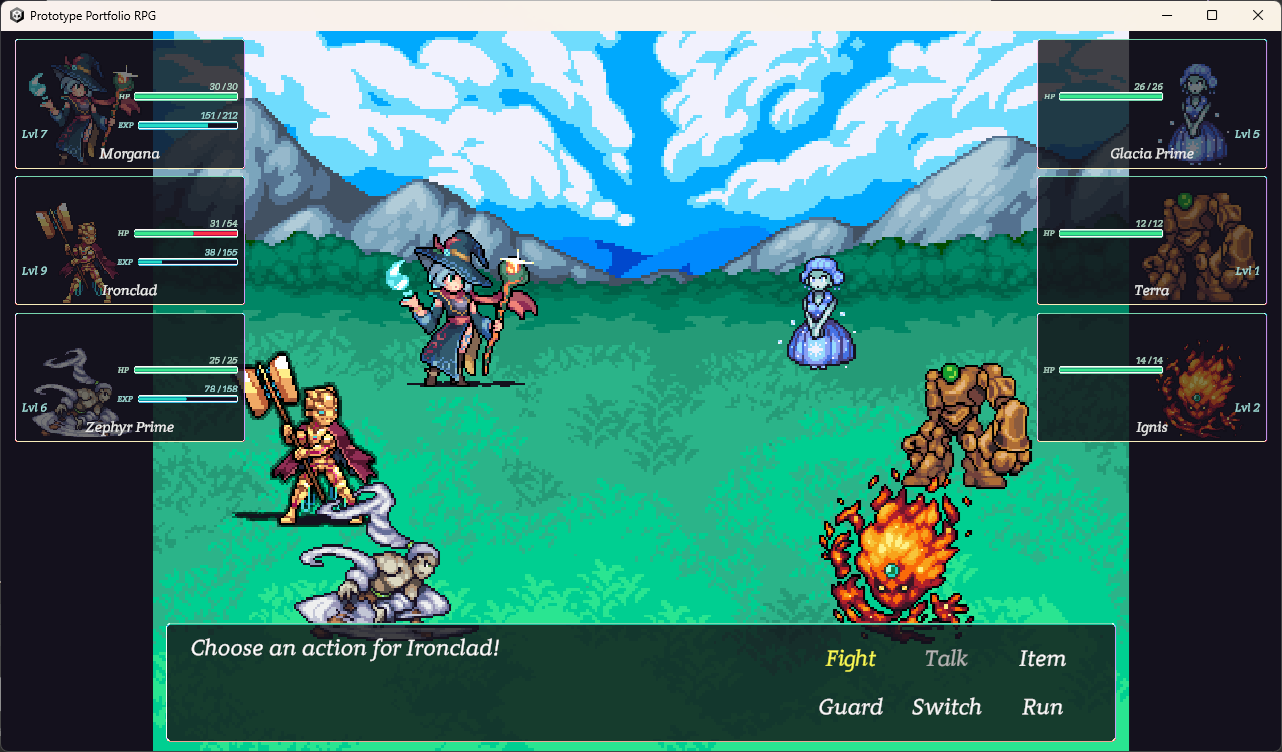 Prototype Portfolio RPG
30 / 30
HP
151 / 212
EXP
Lvl 7
Morgana
31 / 54
HP
38 / 155
EXP
Lvl 9
Ironclad
25 / 25
HP
78 / 158
EXP
Lvl 6
Zephyr Prime
26 / 26
HP
Lvl 5
Glacia Prime
12 / 12
HP
Lvl 1
Terra
14 / 14
HP
Lvl 2
Ignis
Choose an action for Ironclad!
Fight Talk Item
Guard Switch Run